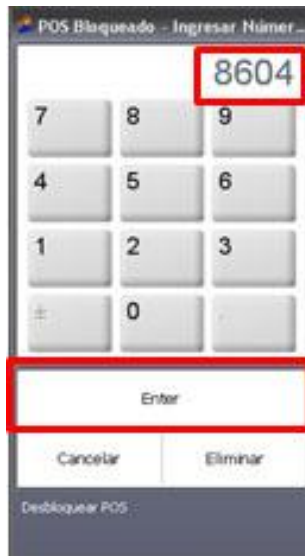 POS Bloqueado - Ingresar Númer...
8604
7 8 9
4 5 6
1 2 3
± 0 .
Enter
Cancelar Eliminar
Desbloquear POS